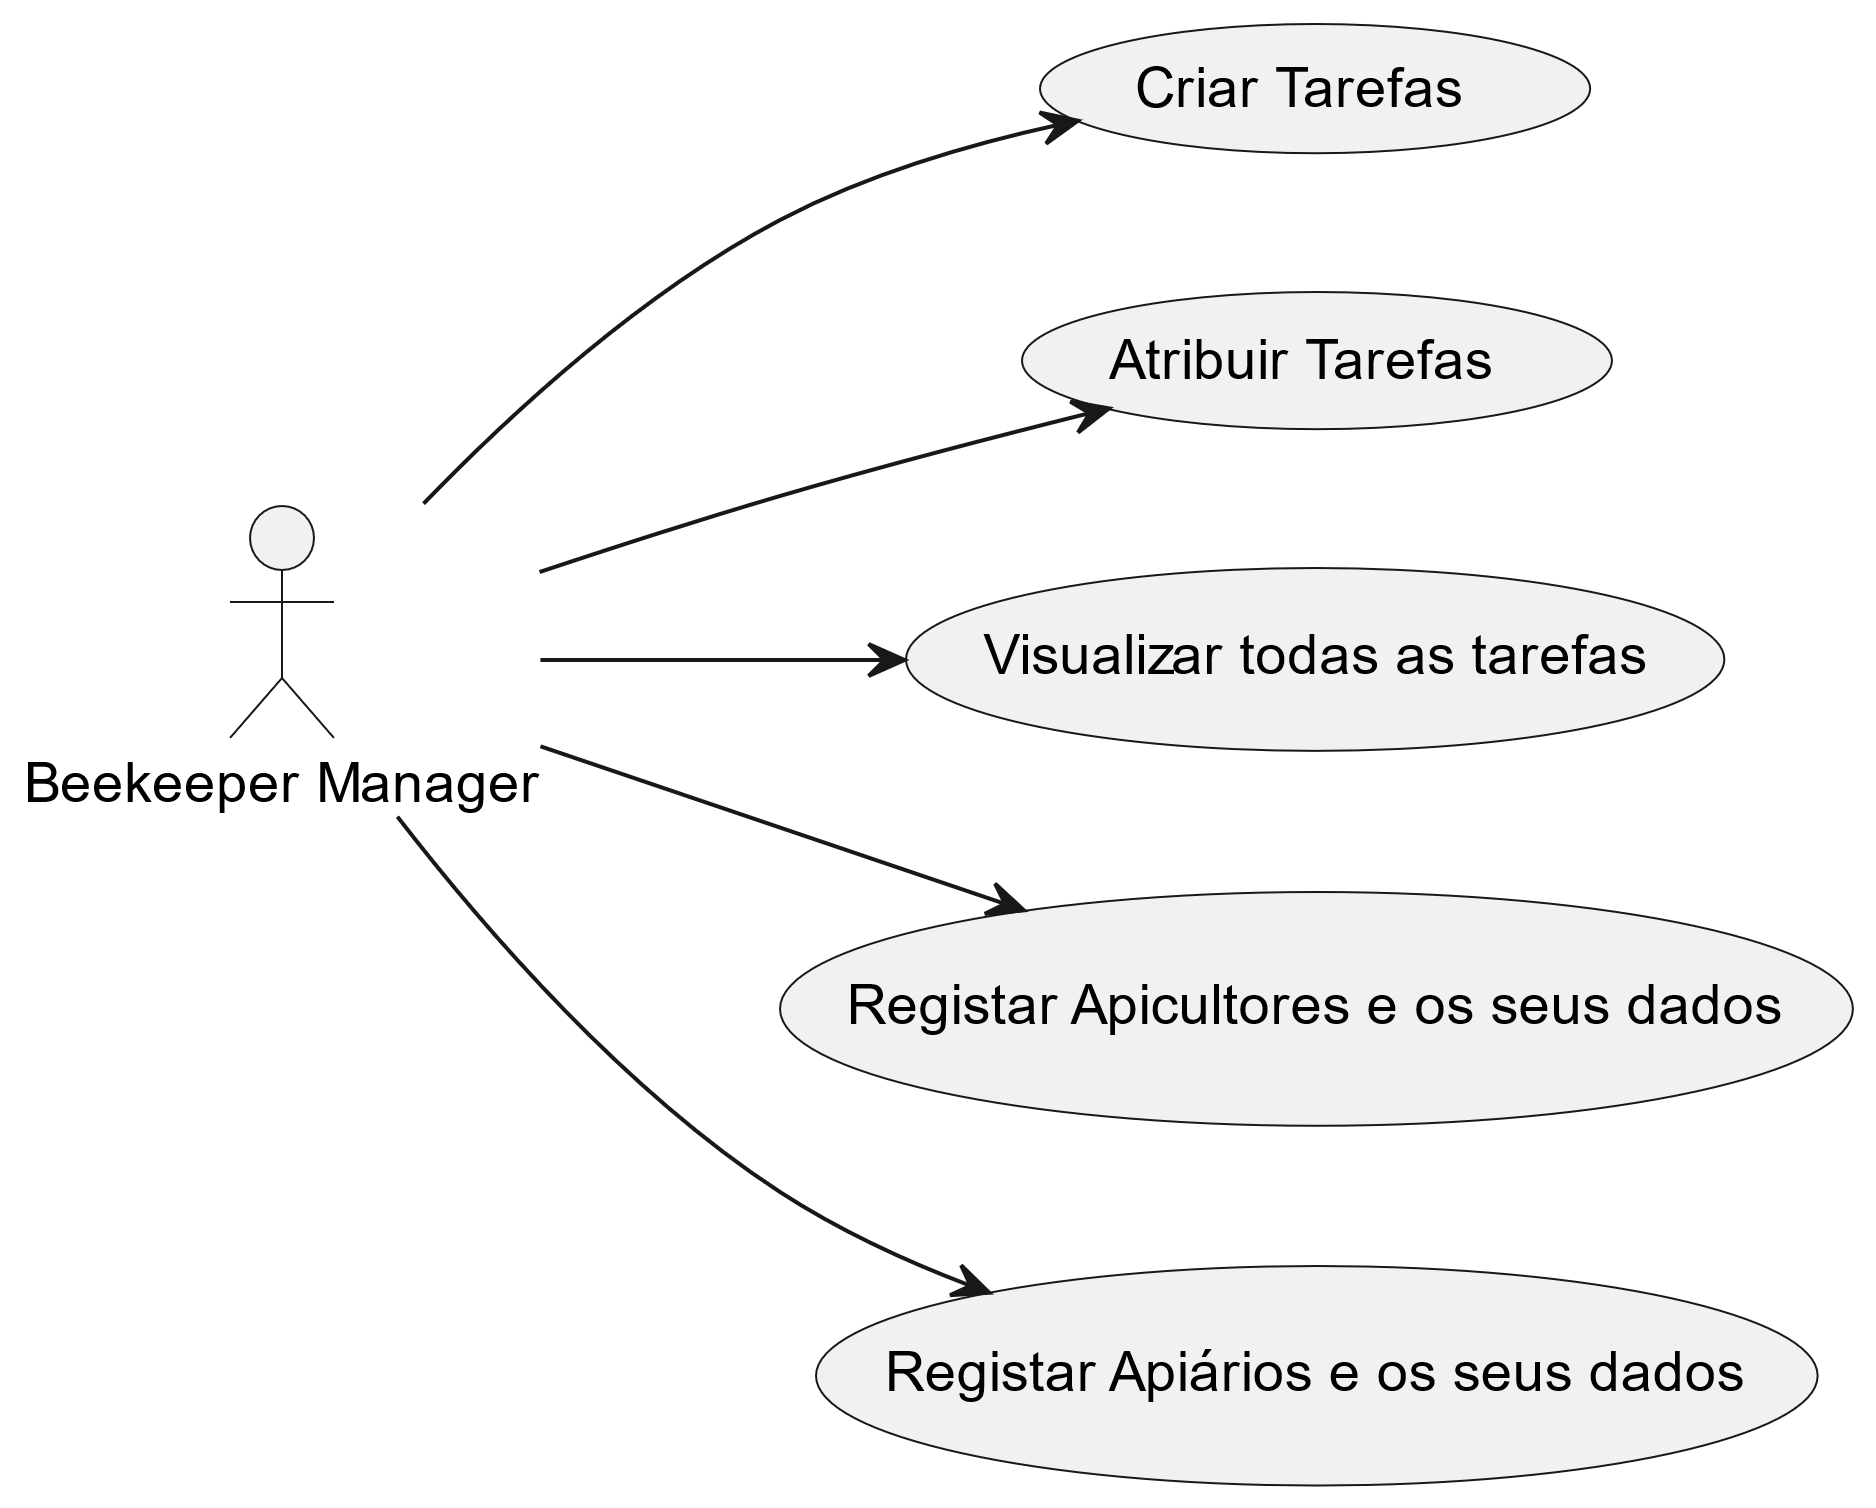 Criar Tarefas
Atribuir Tarefas
Visualizar todas as tarefas
Beekeeper Manager
Registar Apicultores e os seus dados
Registar Apiários e os seus dados